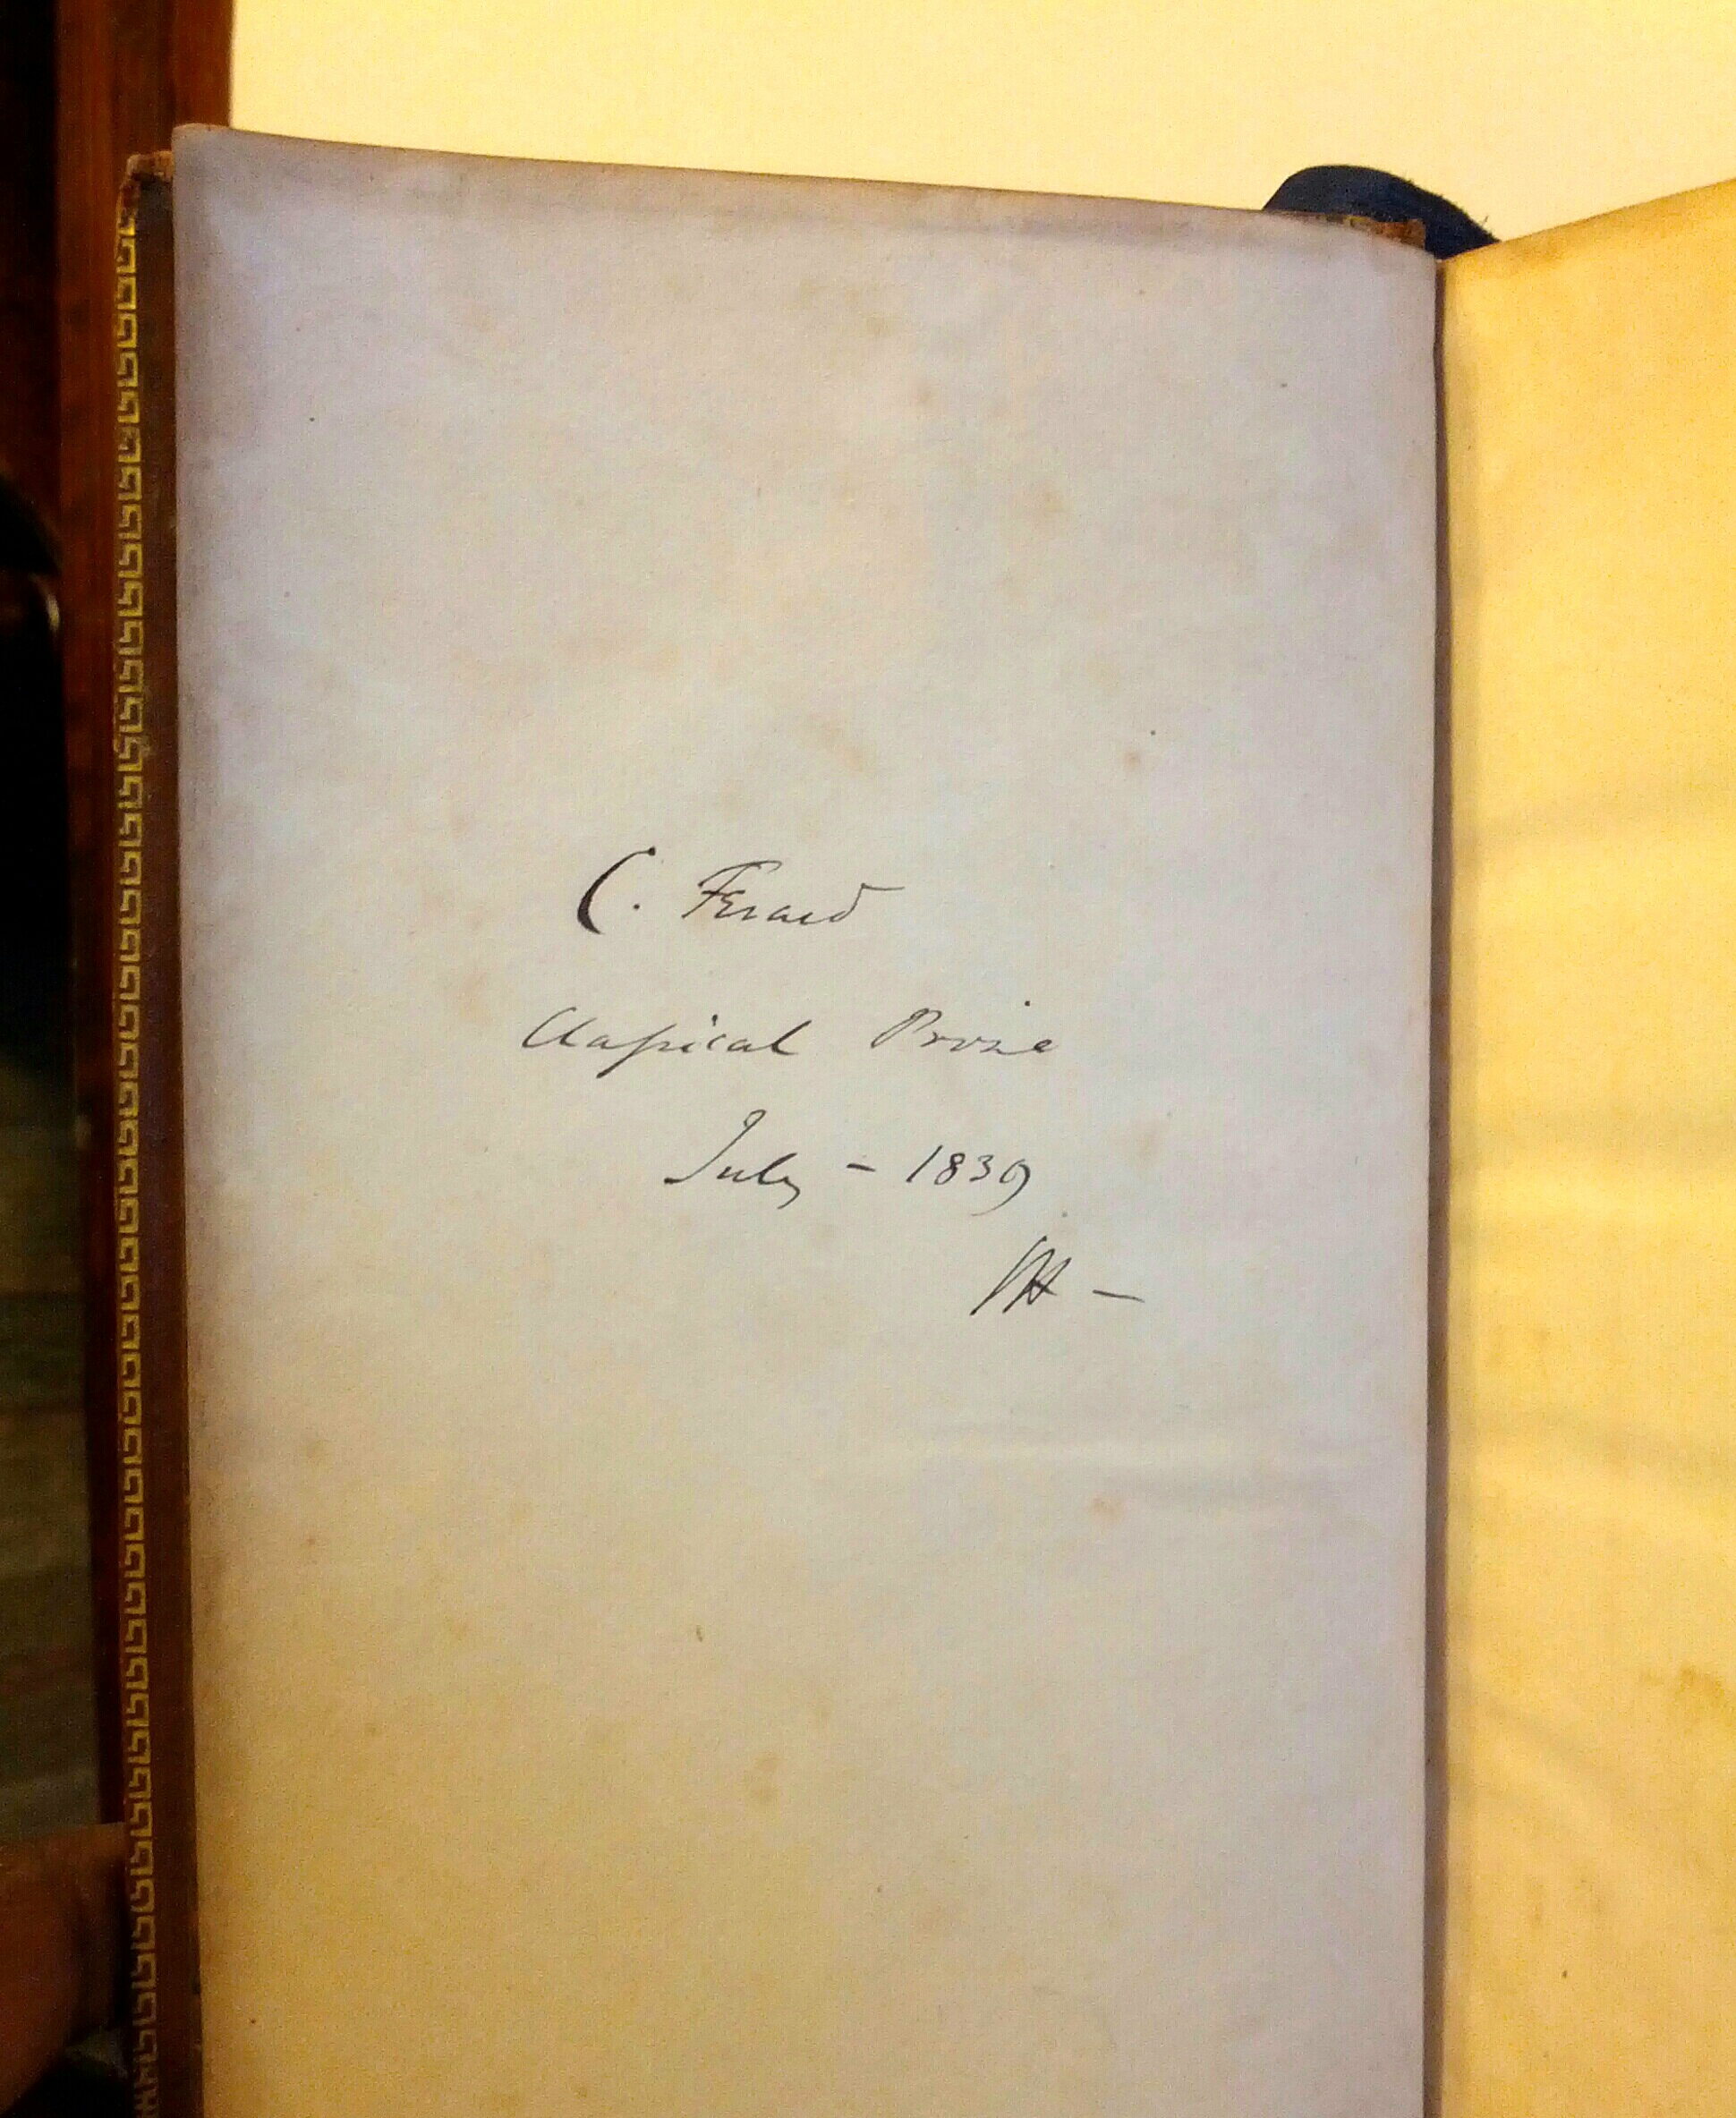 C. Ferard
Claſsical Prize
July – 1839